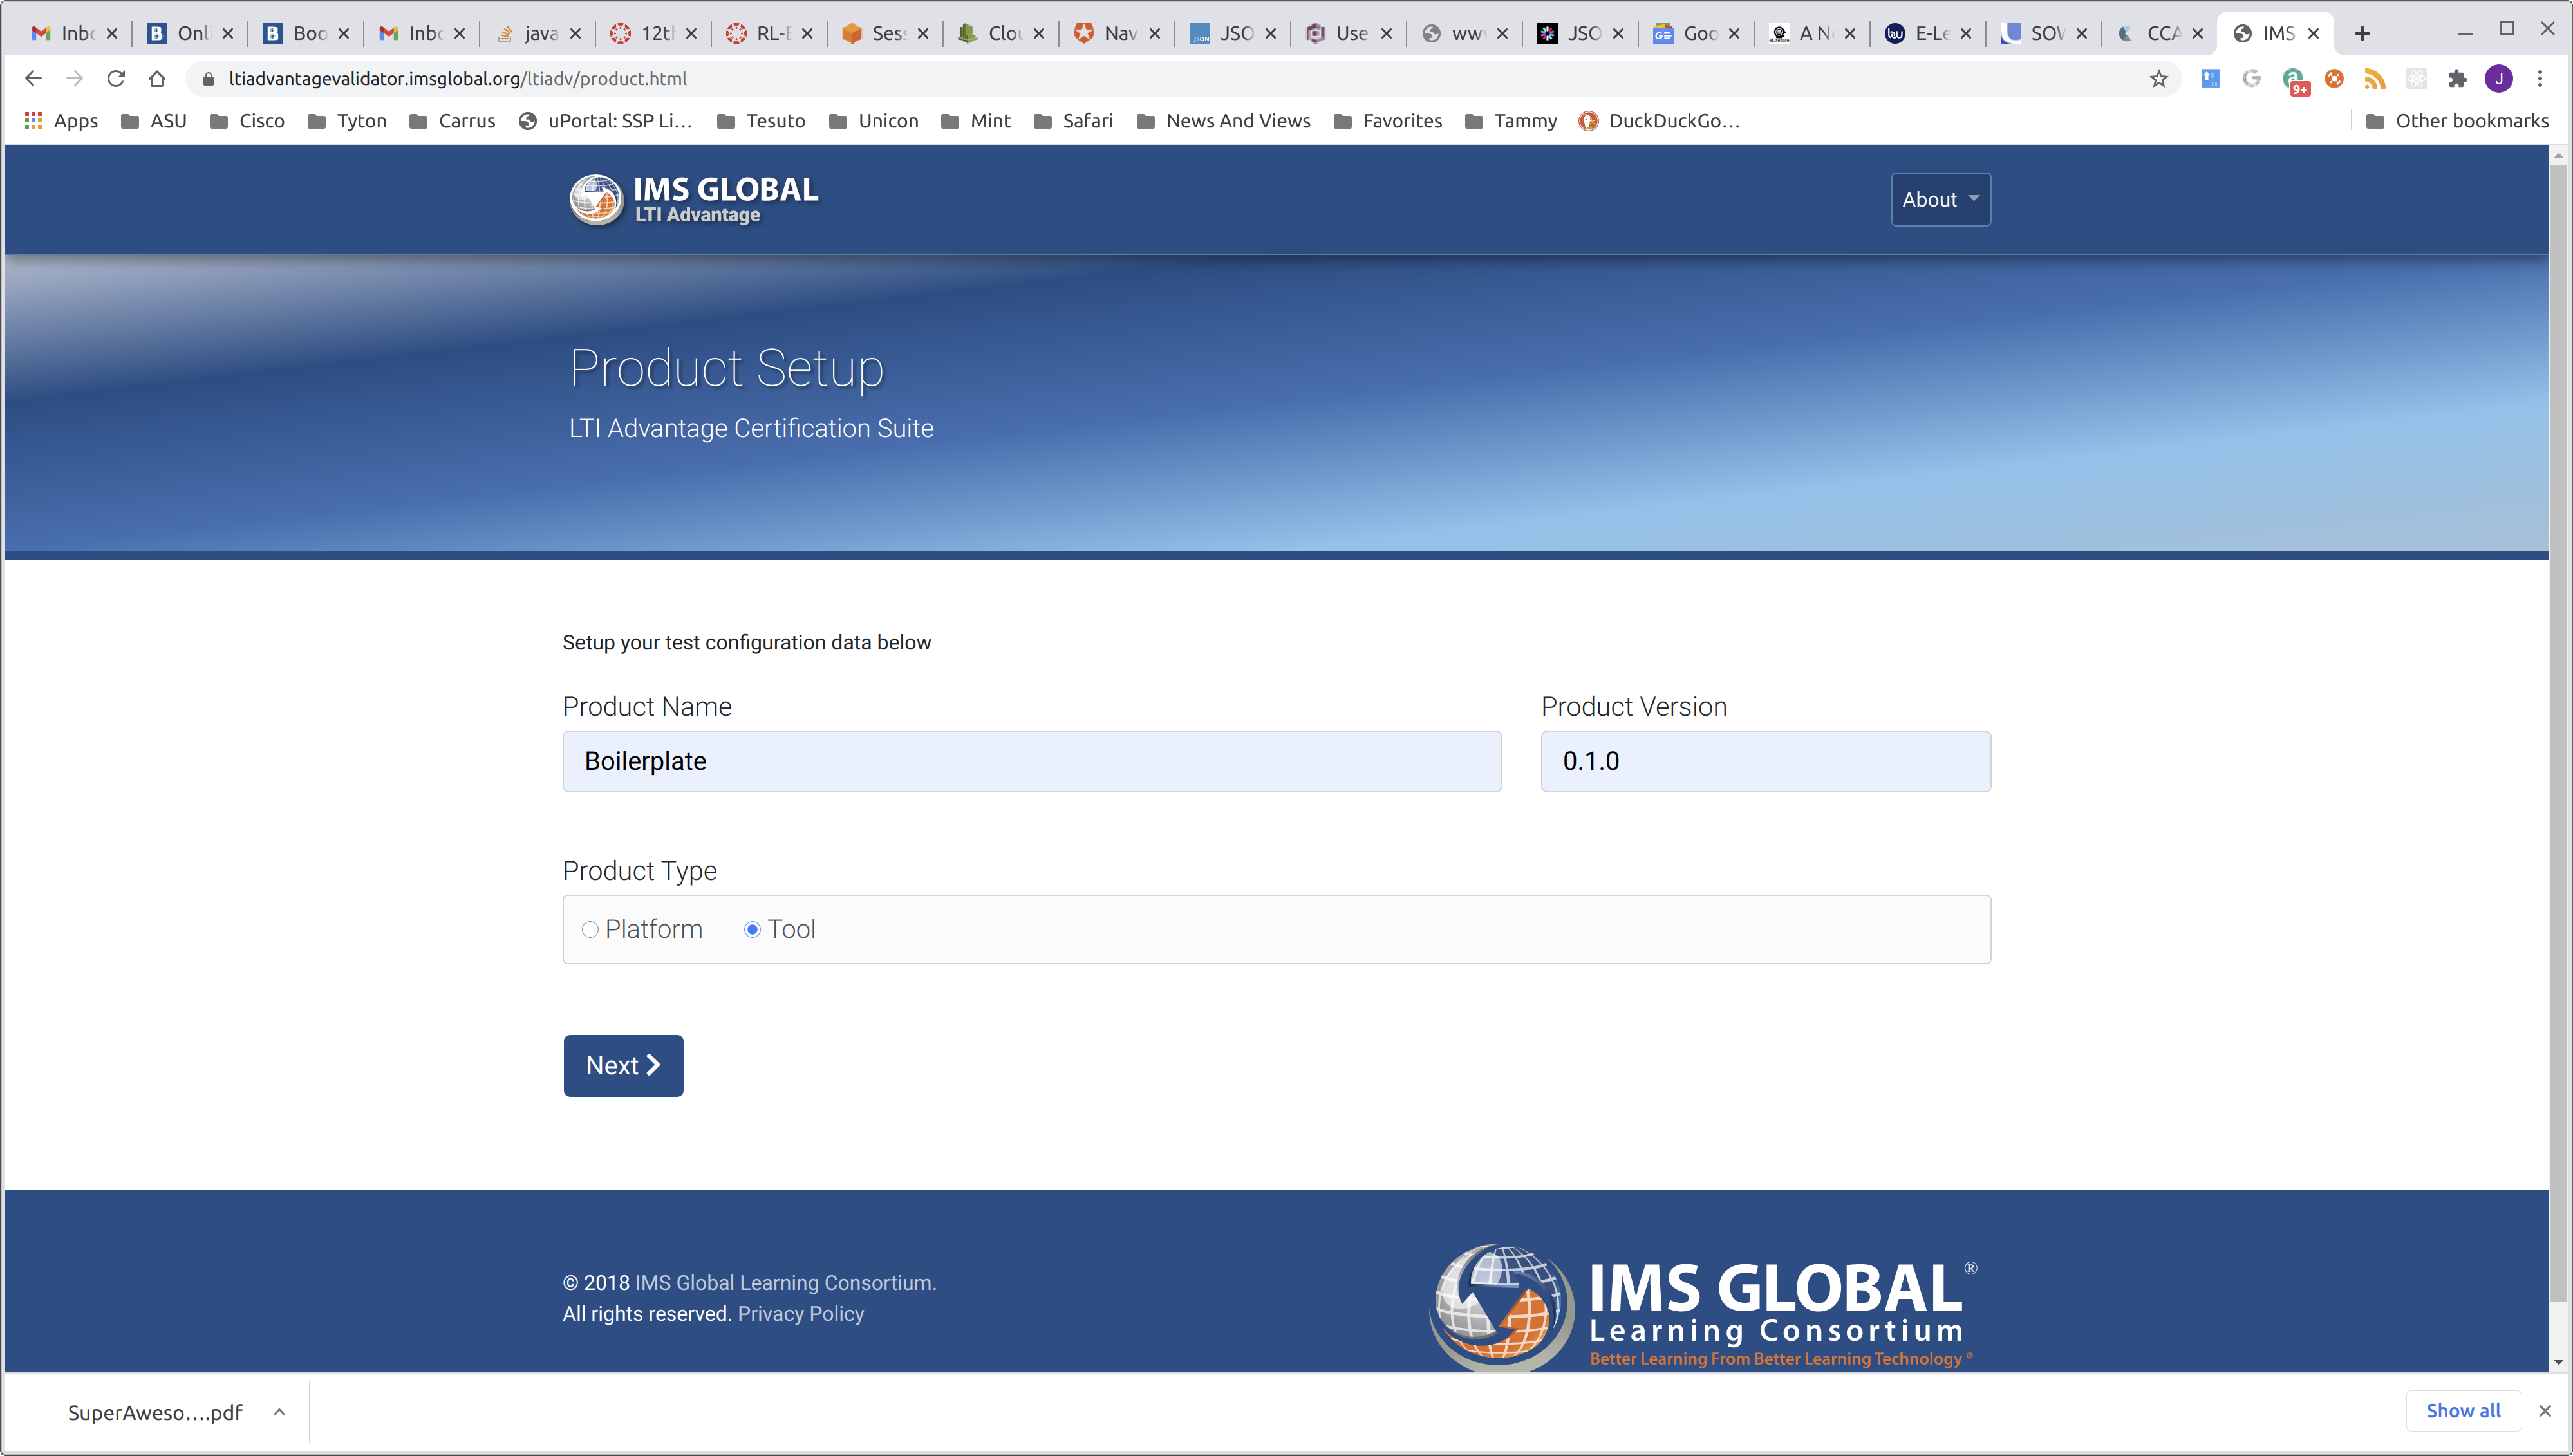 Inbo Onli Boo Inbo java 12th RL-E Sess Clou Nav JSO Use ww JSO Goo A N E-Le SOW CCA IMS
ltiadvantagevalidator.imsglobal.org/ltiadv/product.html
9+ J
Apps ASU Cisco Tyton Carrus uPortal: SSP Li... Tesuto Unicon Mint Safari News And Views Favorites Tammy DuckDuckGo... Other bookmarks
IMS GLOBAL
LTI Advantage
About
Product Setup
LTI Advantage Certification Suite
Setup your test configuration data below
Product Name Product Version
Boilerplate 0.1.0
Product Type
Platform Tool
Next
© 2018 IMS Global Learning Consortium.
All rights reserved. Privacy Policy
IMS GLOBAL ®
Learning Consortium
Better Learning From Better Learning Technology ®
SuperAweso....pdf Show all